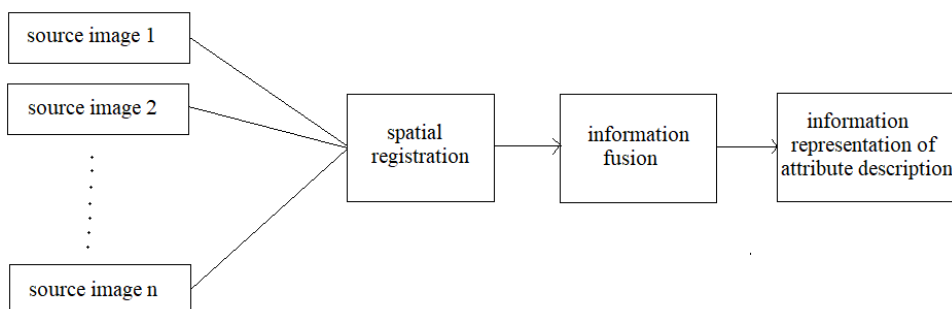 source image 1
source image 2
source image n
spatial
registration
information
fusion
information
representation of
attribute description